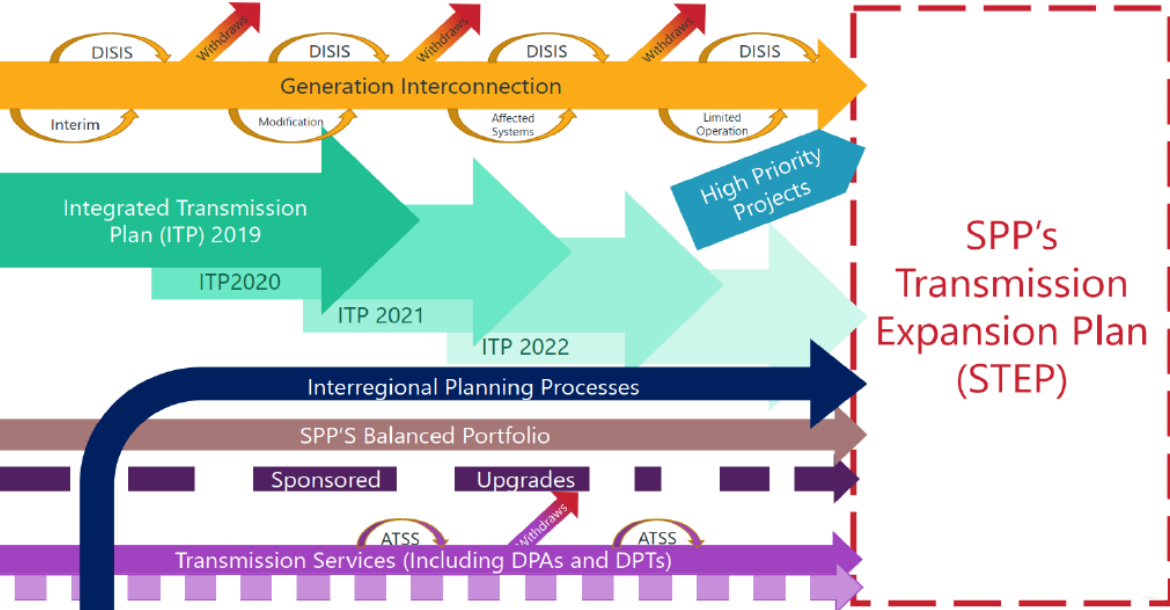 DISIS
Withdraws
DISIS
Withdraws
DISIS
Withdraws
DISIS
Generation Interconnection
Interim
Modification
Affected
Systems
Limited
Operation
High Priority
Projects
Integrated Transmission
Plan (ITP) 2019
ITP2020
ITP 2021
ITP 2022
SPP's
Transmission
Expansion Plan
(STEP)
Interregional Planning Processes
SPP'S Balanced Portfolio
Sponsored Upgrades
ATSS
Withdraws
ATSS
Transmission Services (Including DPAs and DPTs)